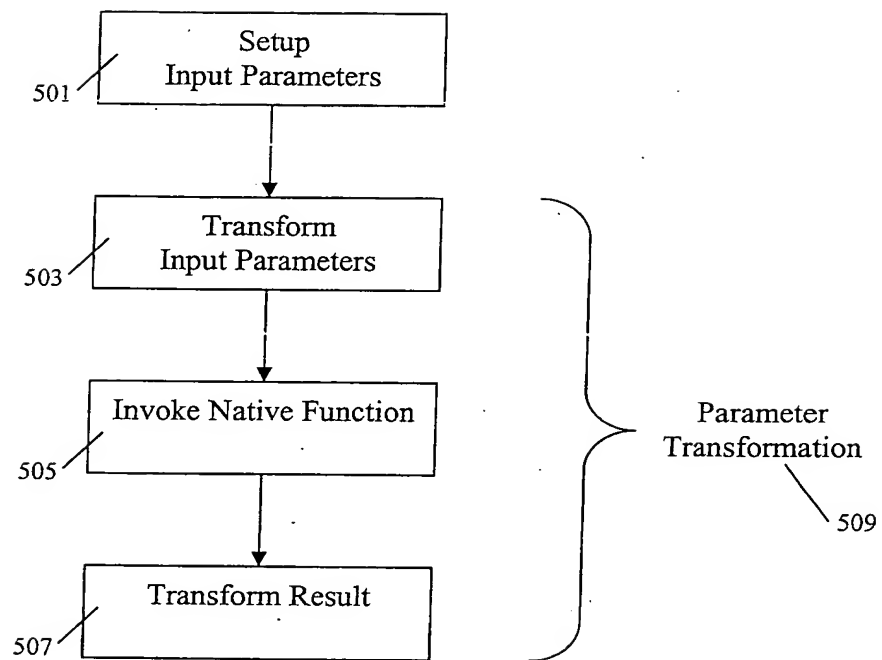 Setup
Input Parameters
501
Transform
Input Parameters
503
Invoke Native Function
505
Parameter
Transformation
509
Transform Result
507